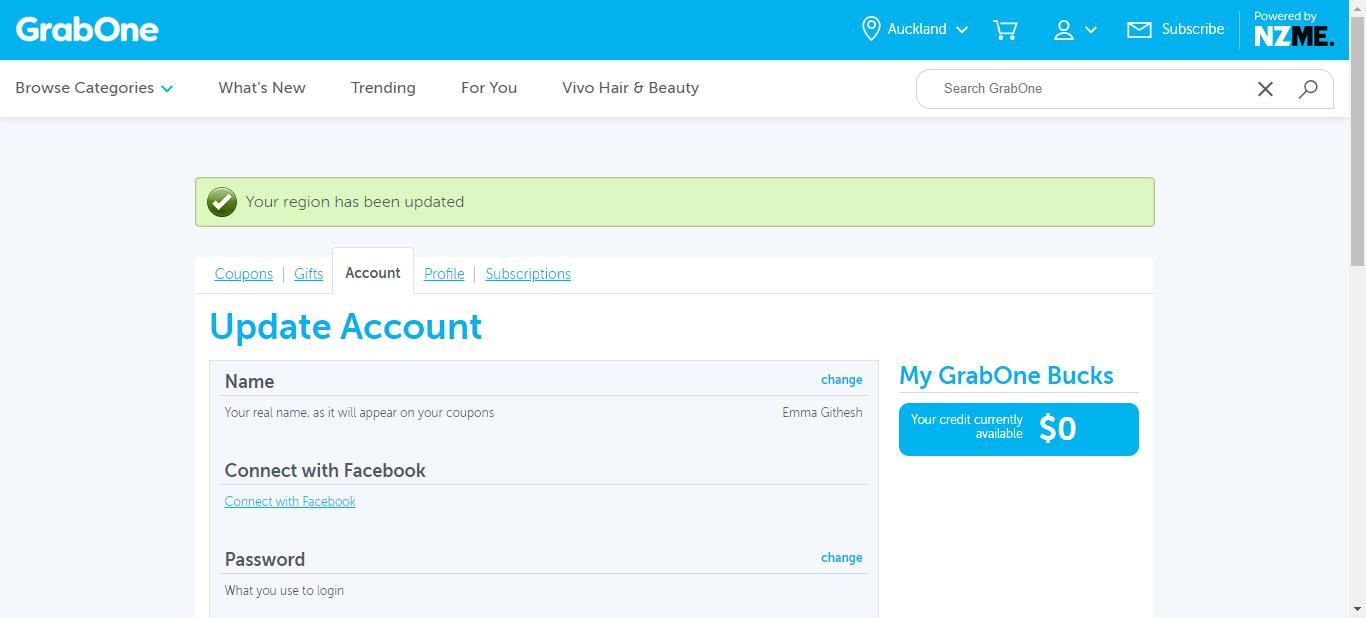 GrabOne
Auckland
Subscribe
Powered by
NZME.
Browse Categories
What's New
Trending
For You
Vivo Hair & Beauty
Search GrabOne
Your region has been updated
Coupons
Gifts
Account
Profile
Subscriptions
Update Account
Name
change
Your real name, as it will appear on your coupons
Emma Githesh
Connect with Facebook
Connect with Facebook
Password
change
What you use to login
My GrabOne Bucks
Your credit currently
available
$0